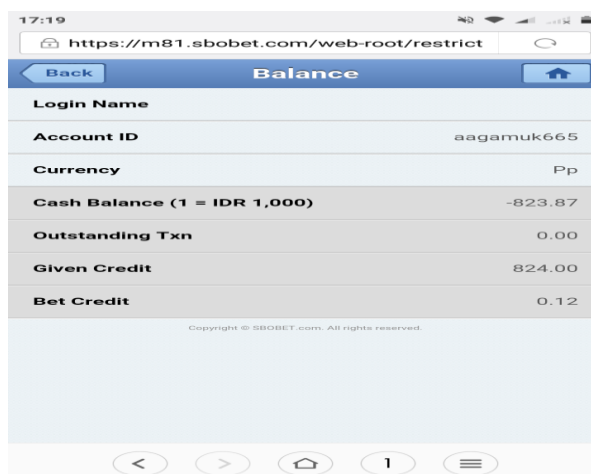 17:19
https://m81.sbobet.com/web-root/restrict
Back Balance
Login Name
Account ID aagamuk665
Currency Pp
Cash Balance (1 = IDR 1,000) -823.87
Outstanding Txn 0.00
Given Credit 824.00
Bet Credit 0.12
Copyright © SBOBET.com. All rights reserved.
1